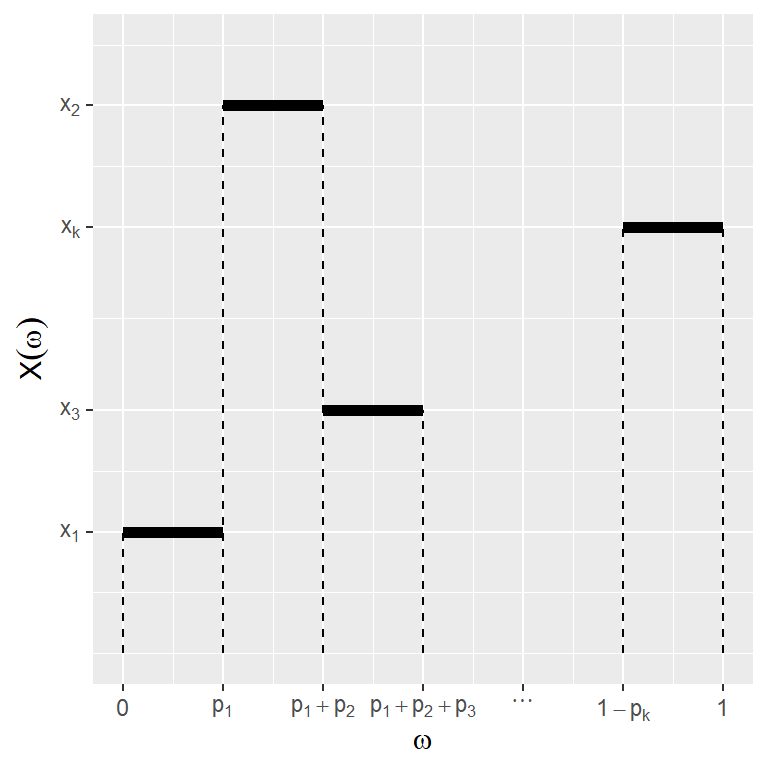 x₂
xₖ
X(ω)
x₃
x₁
0 p₁ p₁ + p₂ p₁ + p₂ + p₃ ⋯ 1 − pₖ 1
ω